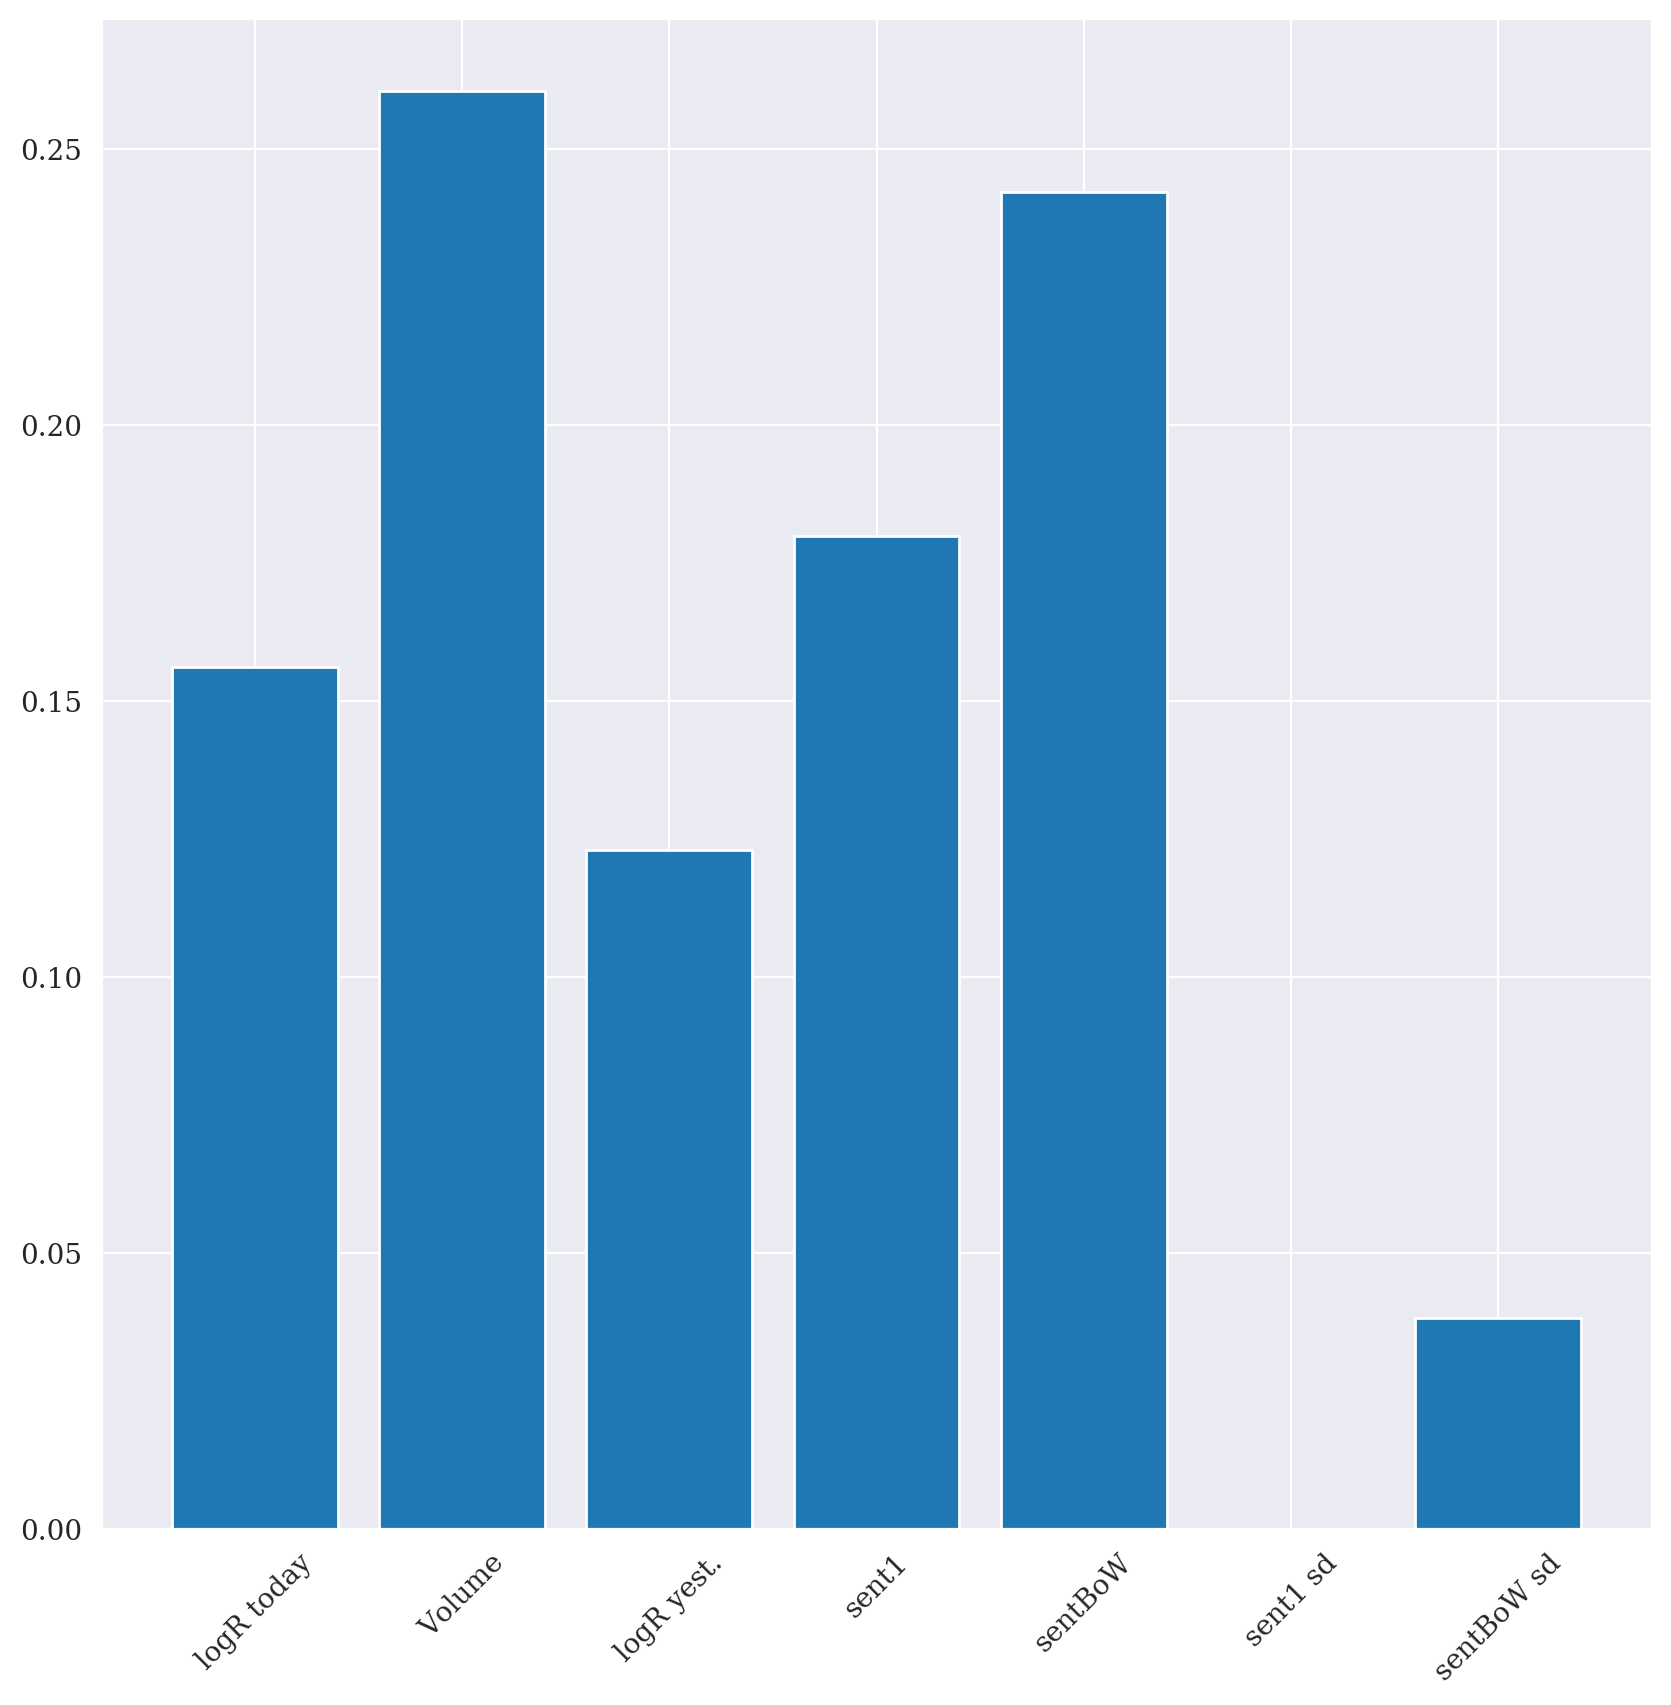 0.25
0.20
0.15
0.10
0.05
0.00
logR today
Volume
logR yest.
sent1
sentBoW
sent1 sd
sentBoW sd